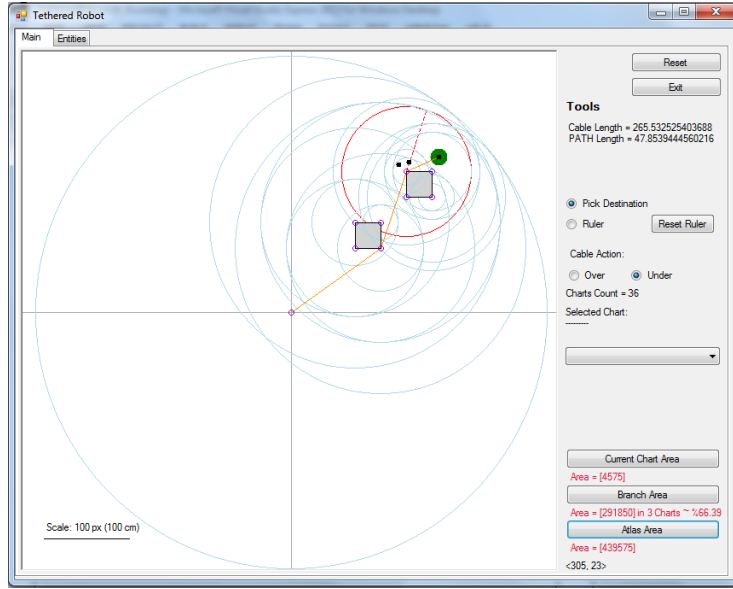 Tethered Robot
Main Entities
Reset
Exit
Tools
Cable Length = 265.532525403688
PATH Length = 47.8539444560216
Pick Destination
Ruler Reset Ruler
Cable Action:
Over Under
Charts Count = 36
Selected Chart:
---------
Current Chart Area
Area = [4575]
Branch Area
Area = [291850] in 3 Charts ~ %66.39
Atlas Area
Area = [439575]
<305, 23>
Scale: 100 px (100 cm)